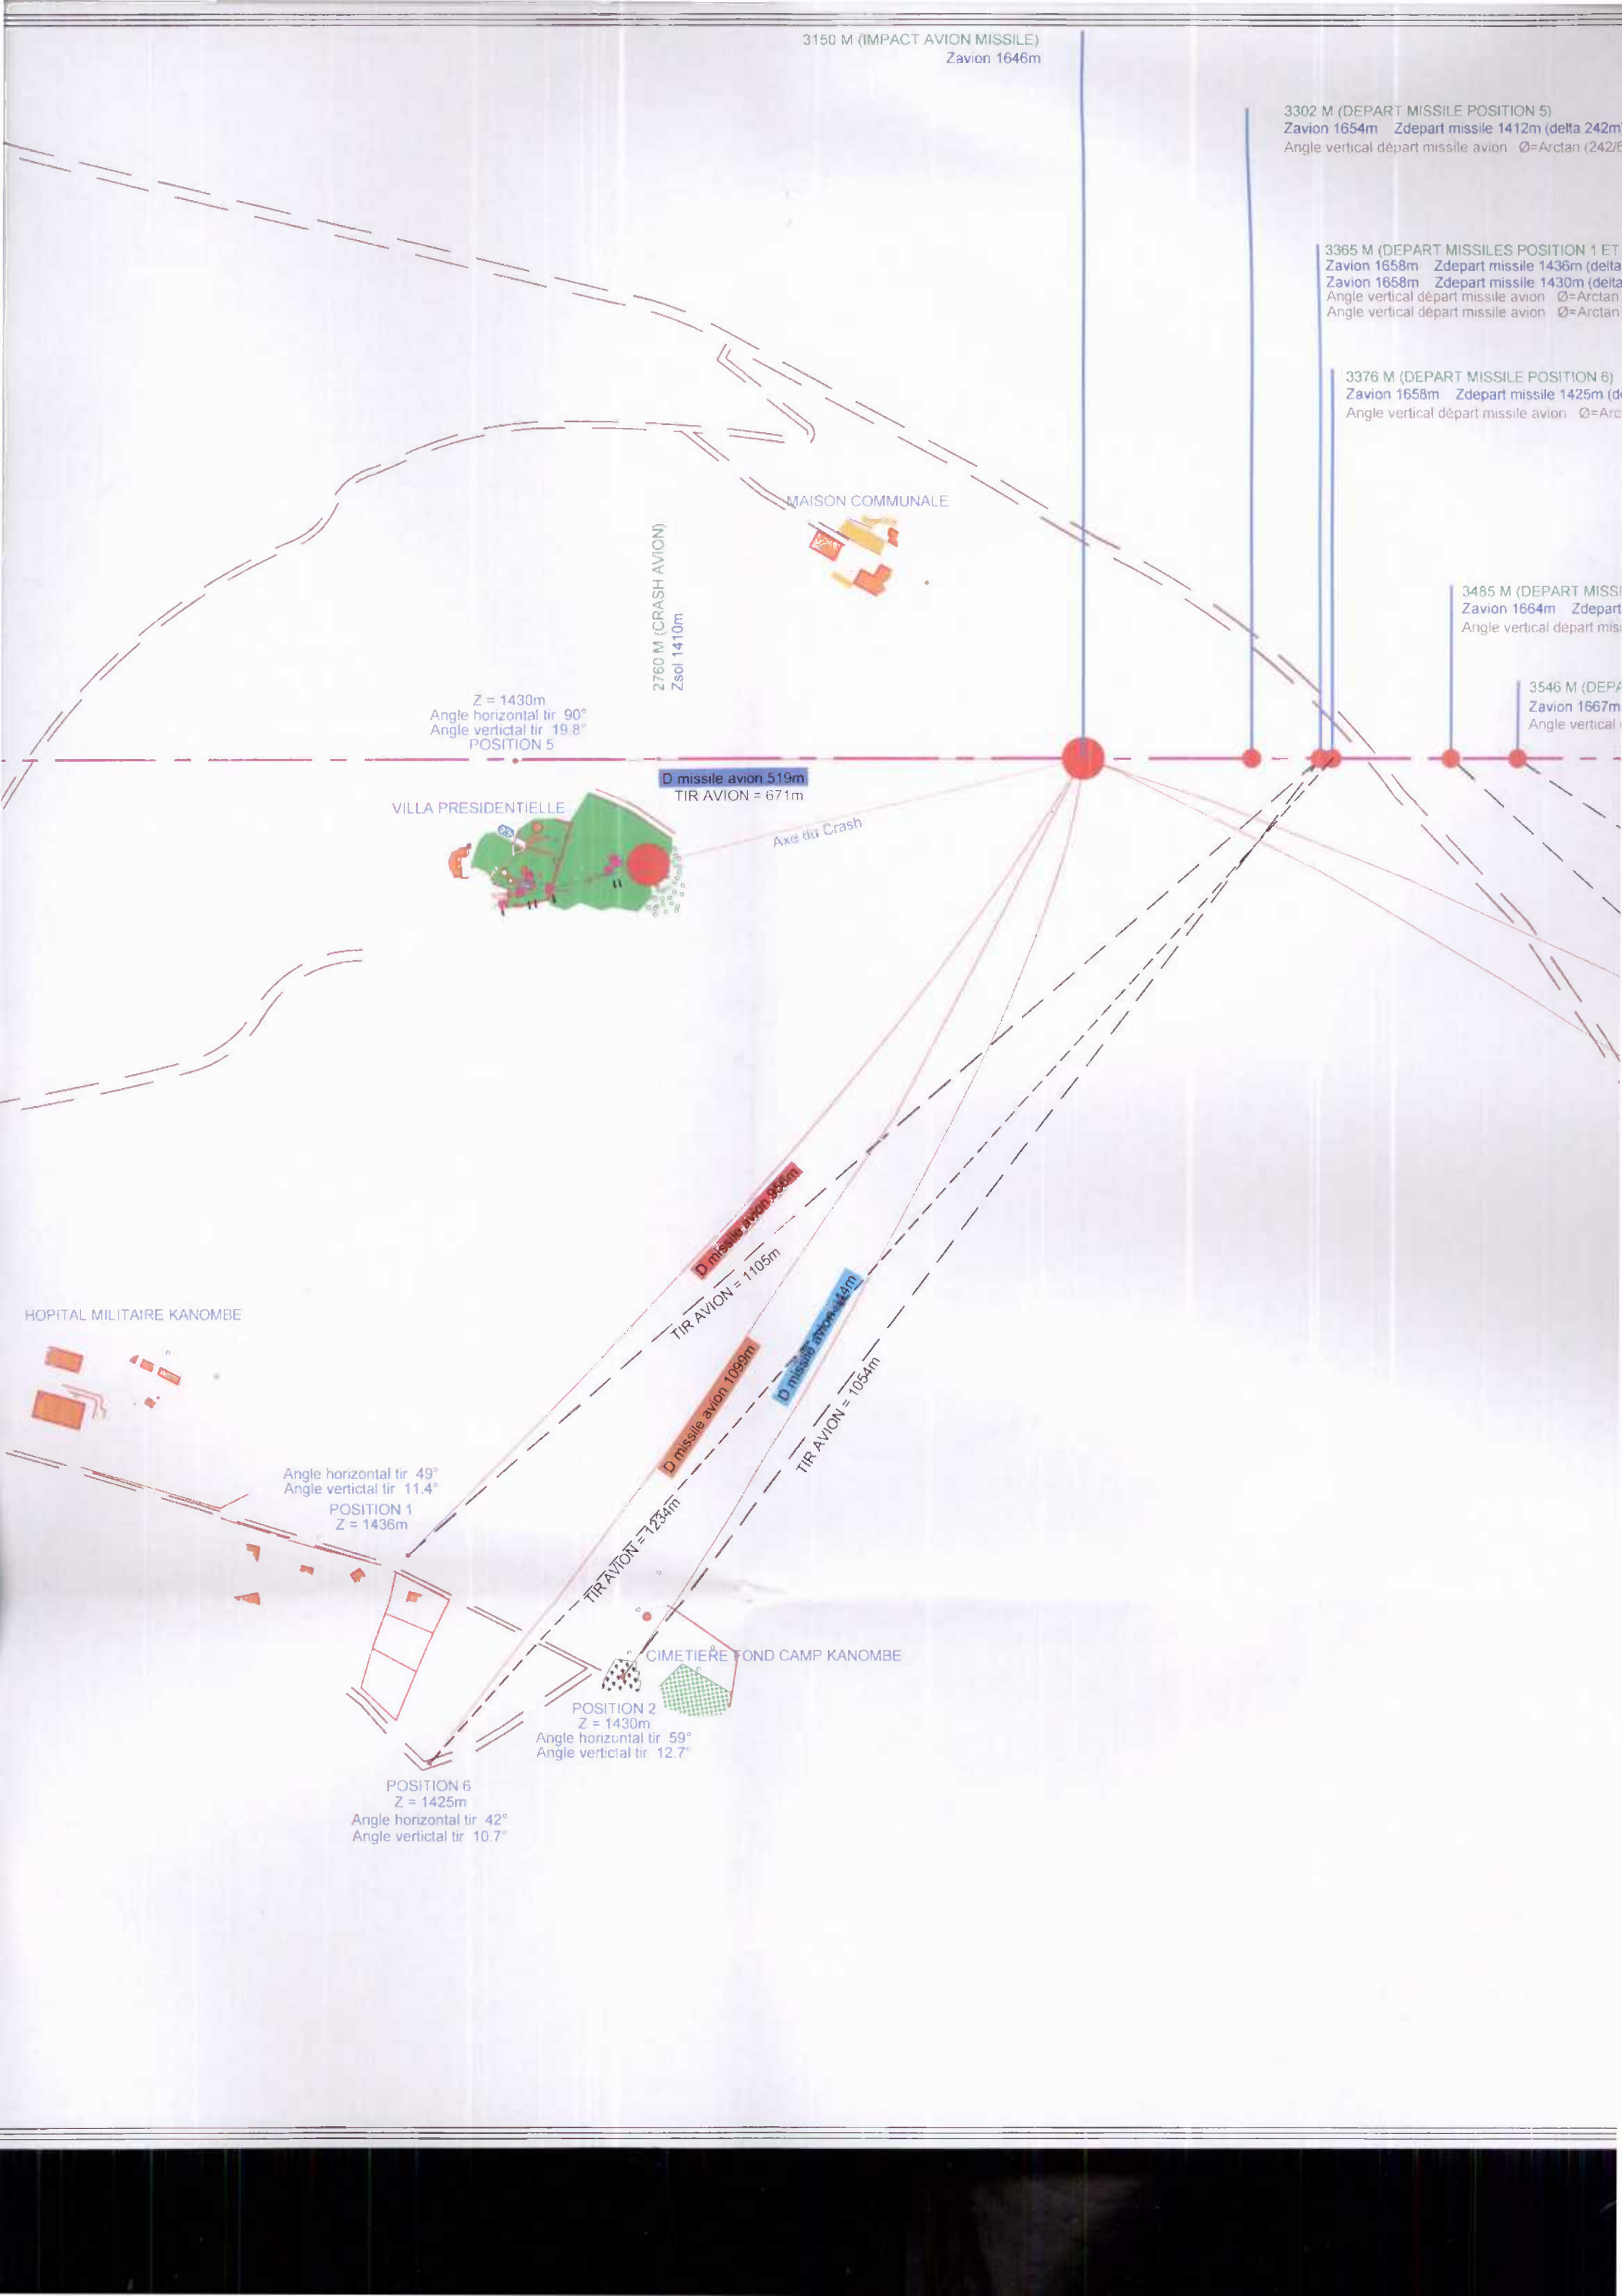 3150 M (IMPACT AVION MISSILE)
Zavion 1646m
3302 M (DEPART MISSILE POSITION 5)
Zavion 1654m Zdepart missile 1412m (delta 242m
Angle vertical départ missile avion Ø=Arctan (242/6
3365 M (DEPART MISSILES POSITION 1 ET
Zavion 1658m Zdepart missile 1436m (delta
Zavion 1658m Zdepart missile 1430m (delta
Angle vertical départ missile avion Ø=Arctan
Angle vertical départ missile avion Ø=Arctan
3376 M (DEPART MISSILE POSITION 6)
Zavion 1658m Zdepart missile 1425m (d
Angle vertical départ missile avion Ø=Arc
MAISON COMMUNALE
2760 M (CRASH AVION)
Zsol 1410m
3485 M (DEPART MISSI
Zavion 1664m Zdepart
Angle vertical départ mis
3546 M (DEPA
Zavion 1667m
Angle vertical
Z = 1430m
Angle horizontal tir 90°
Angle vertictal tir 19.8°
POSITION 5
D missile avion 519m
TIR AVION = 671m
VILLA PRESIDENTIELLE
Axe du Crash
D missile avion 956m
TIR AVION = 1105m
D missile avion 1099m
TIR AVION = 1234m
D missile avion
TIR AVION = 1054m
HOPITAL MILITAIRE KANOMBE
Angle horizontal tir 49°
Angle vertictal tir 11.4°
POSITION 1
Z = 1436m
CIMETIERE FOND CAMP KANOMBE
POSITION 2
Z = 1430m
Angle horizontal tir 59°
Angle vertictal tir 12.7°
POSITION 6
Z = 1425m
Angle horizontal tir 42°
Angle vertictal tir 10.7°